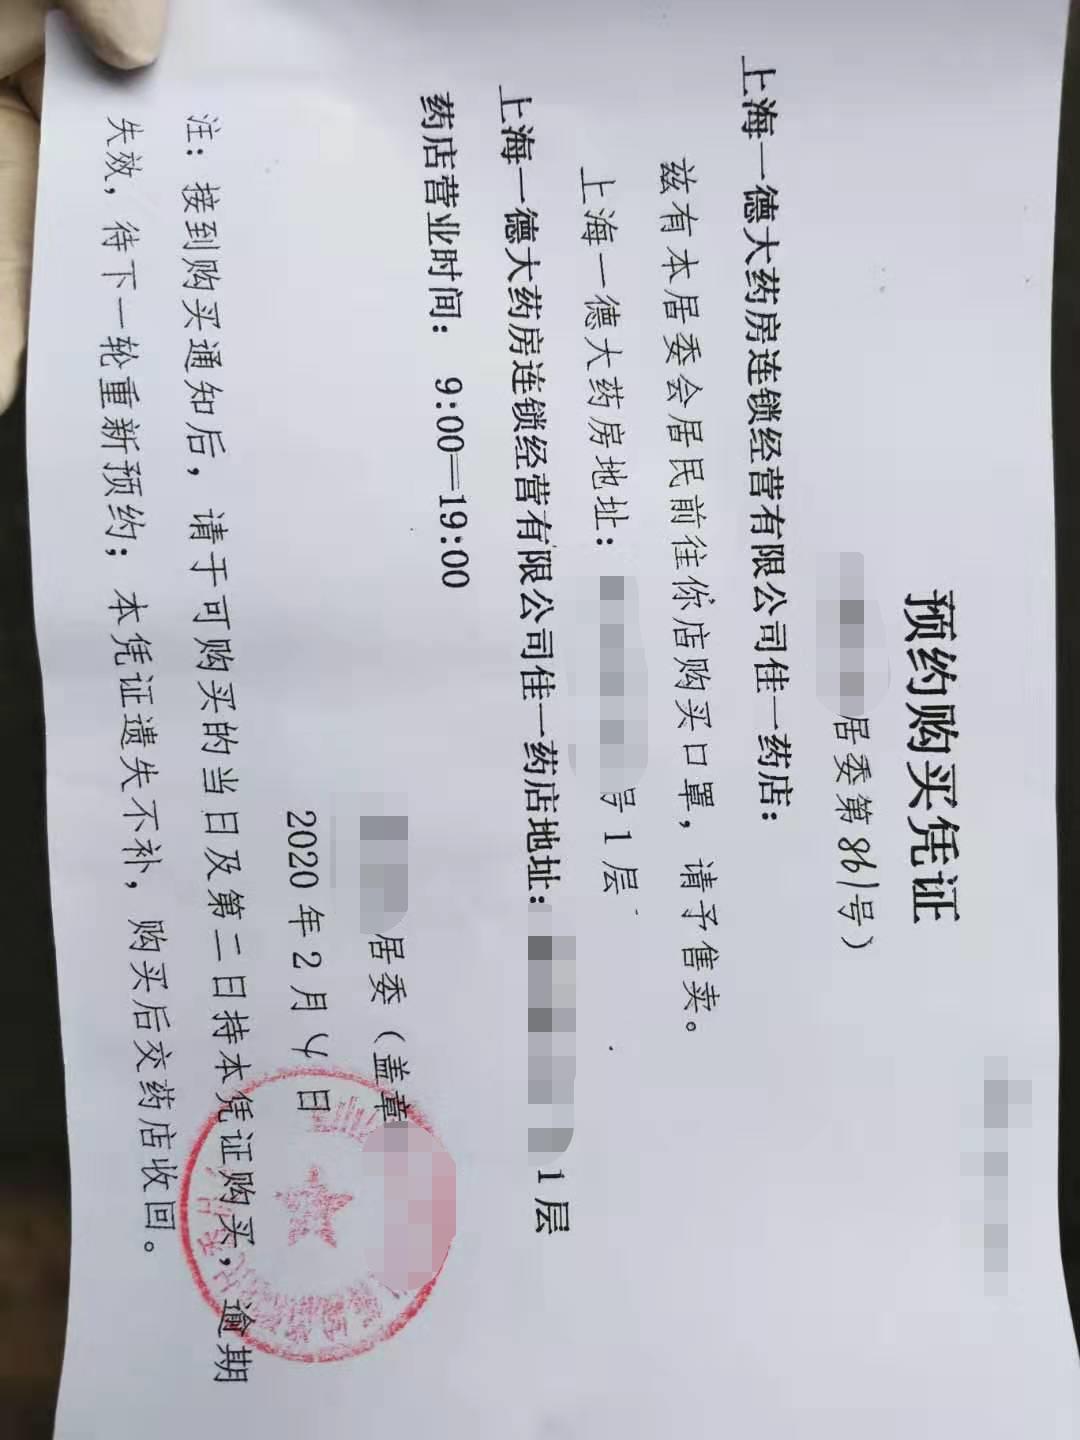 预约购买凭证
居委第861号)
上海一德大药房连锁经营有限公司佳一药店:
兹有本居委会居民前往你店购买口罩,请予售卖。
上海一德大药房地址: 号1层
上海一德大药房连锁经营有限公司佳一药店地址: 1层
药店营业时间: 9:00—19:00
居委(盖章
2020年2月4日
注:接到购买通知后,请于可购买的当日及第二日持本凭证购买,逾期
失效,待下一轮重新预约;本凭证遗失不补,购买后交药店收回。